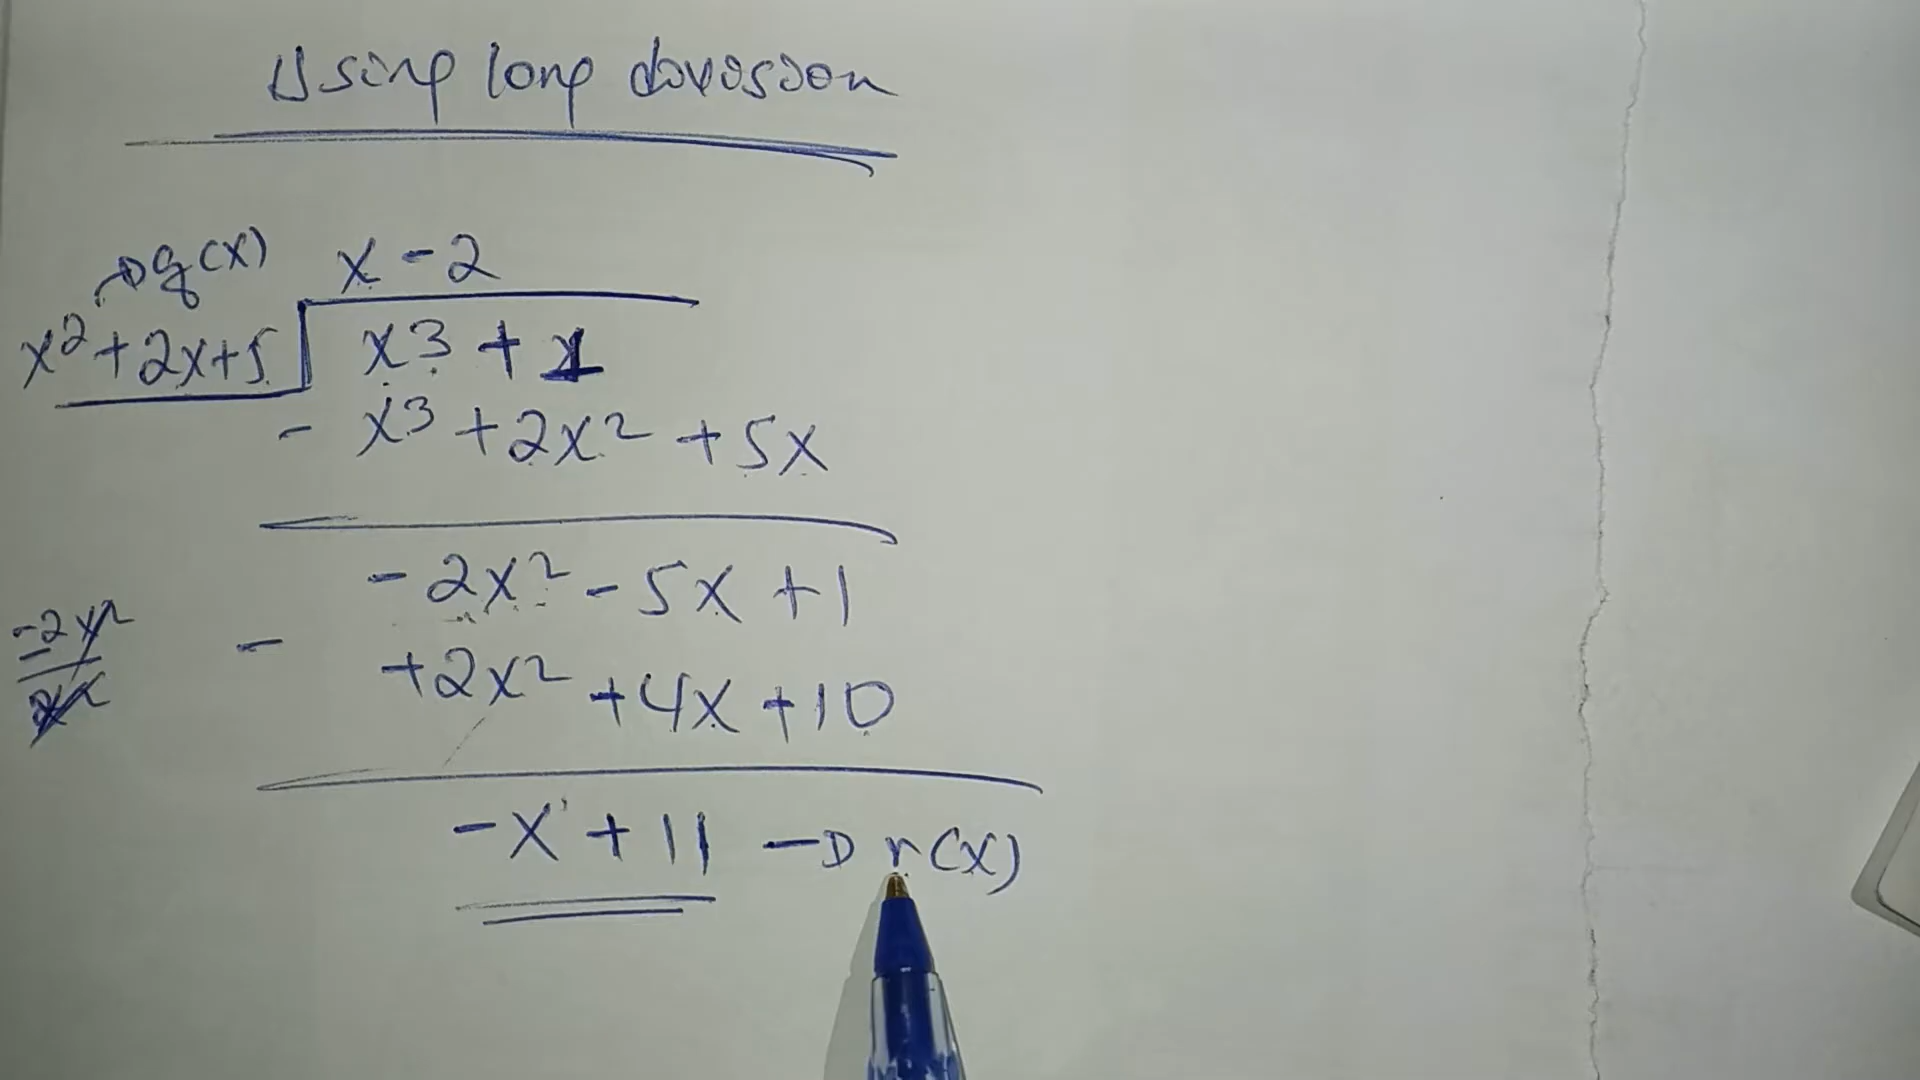 Using long division
→ g(x) x - 2
x² + 2x + 5 x3 + 1
- x3 + 2x² + 5x
- 2x² - 5x + 1
-2x²
x²
- +2x² + 4x + 10
- x + 11 → r(x)